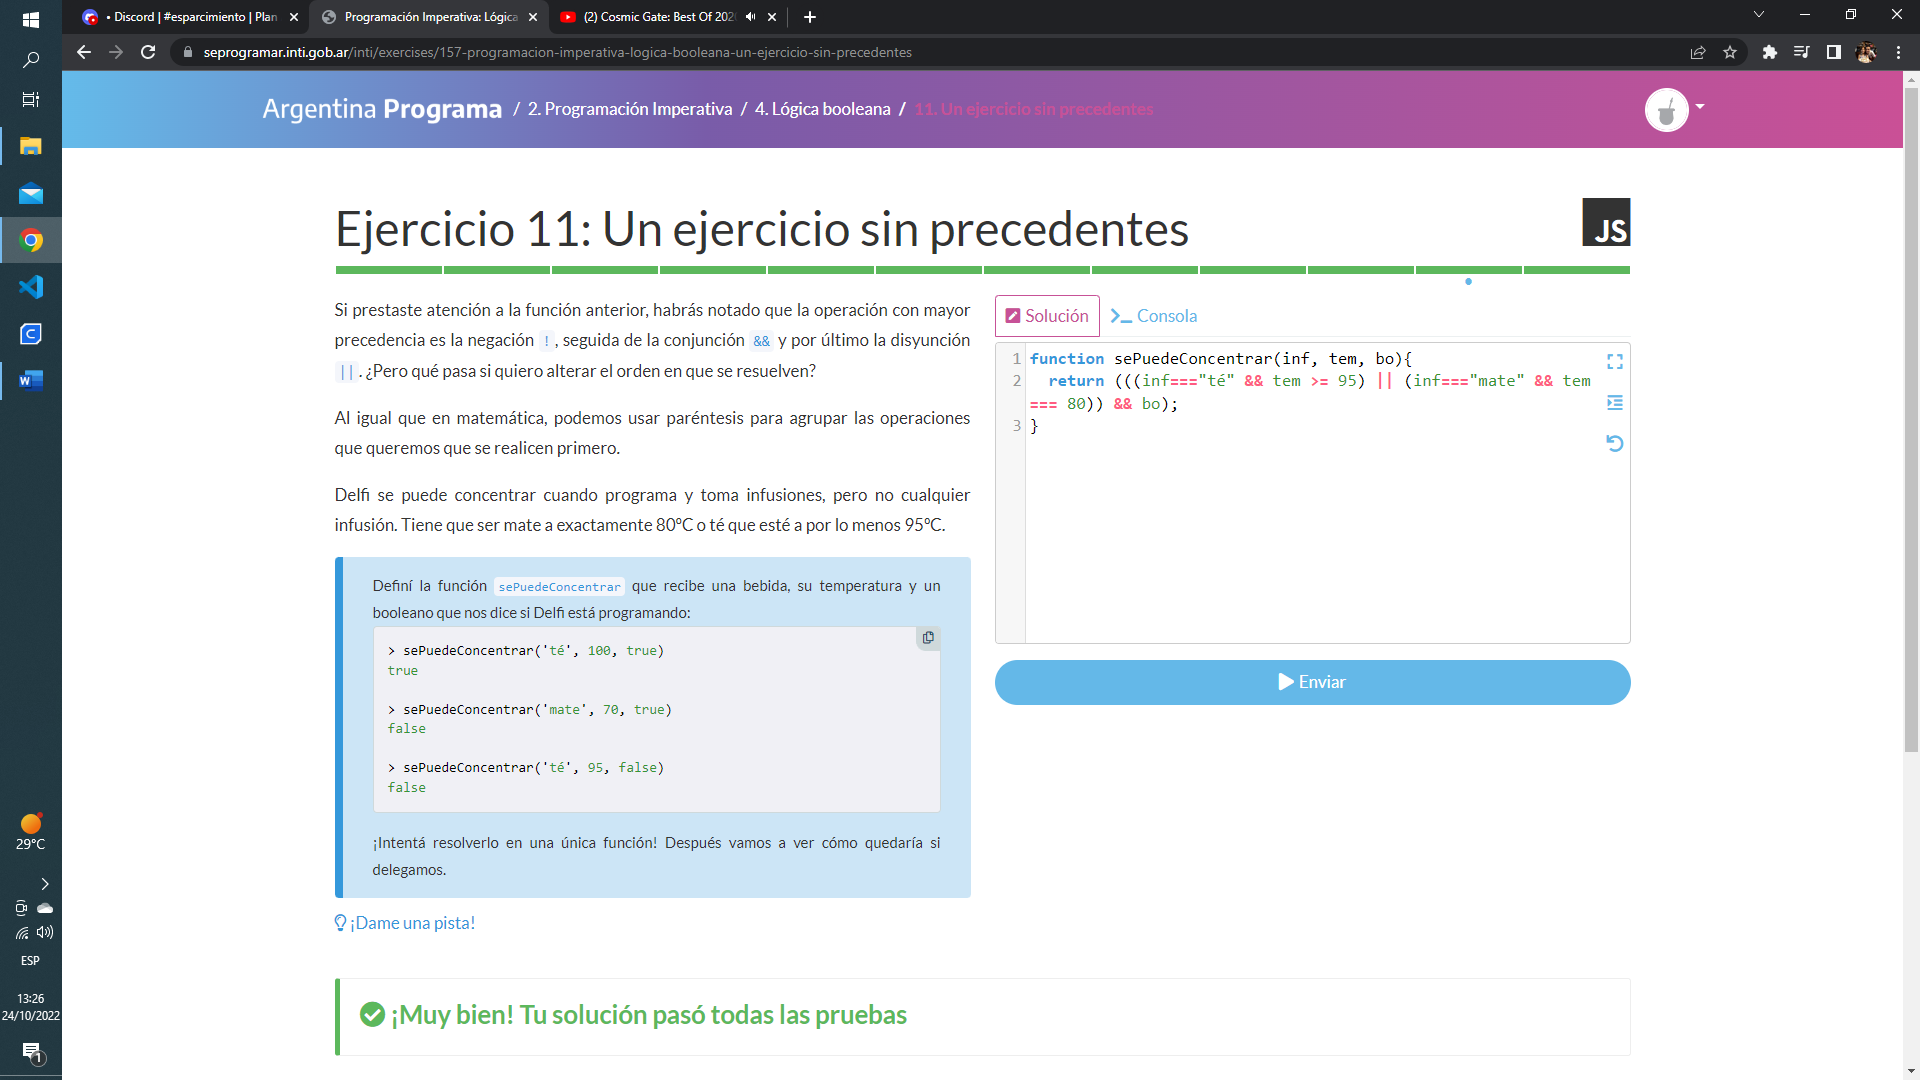 • Discord | #esparcimiento | Plan
Programación Imperativa: Lógica
(2) Cosmic Gate: Best Of 202
seprogramar.inti.gob.ar/inti/exercises/157-programacion-imperativa-logica-booleana-un-ejercicio-sin-precedentes
Argentina Programa / 2. Programación Imperativa / 4. Lógica booleana / 11. Un ejercicio sin precedentes
Ejercicio 11: Un ejercicio sin precedentes
JS
Si prestaste atención a la función anterior, habrás notado que la operación con mayor
precedencia es la negación !, seguida de la conjunción && y por último la disyunción
||. ¿Pero qué pasa si quiero alterar el orden en que se resuelven?
Al igual que en matemática, podemos usar paréntesis para agrupar las operaciones
que queremos que se realicen primero.
Delfi se puede concentrar cuando programa y toma infusiones, pero no cualquier
infusión. Tiene que ser mate a exactamente 80ºC o té que esté a por lo menos 95ºC.
Definí la función sePuedeConcentrar que recibe una bebida, su temperatura y un
booleano que nos dice si Delfi está programando:
> sePuedeConcentrar('té', 100, true)
true
> sePuedeConcentrar('mate', 70, true)
false
> sePuedeConcentrar('té', 95, false)
false
¡Intentá resolverlo en una única función! Después vamos a ver cómo quedaría si
delegamos.
¡Dame una pista!
Solución
Consola
1 function sePuedeConcentrar(inf, tem, bo){
2 return (((inf==="té" && tem >= 95) || (inf==="mate" && tem
=== 80)) && bo);
3 }
Enviar
¡Muy bien! Tu solución pasó todas las pruebas
29°C
ESP
13:26
24/10/2022
1